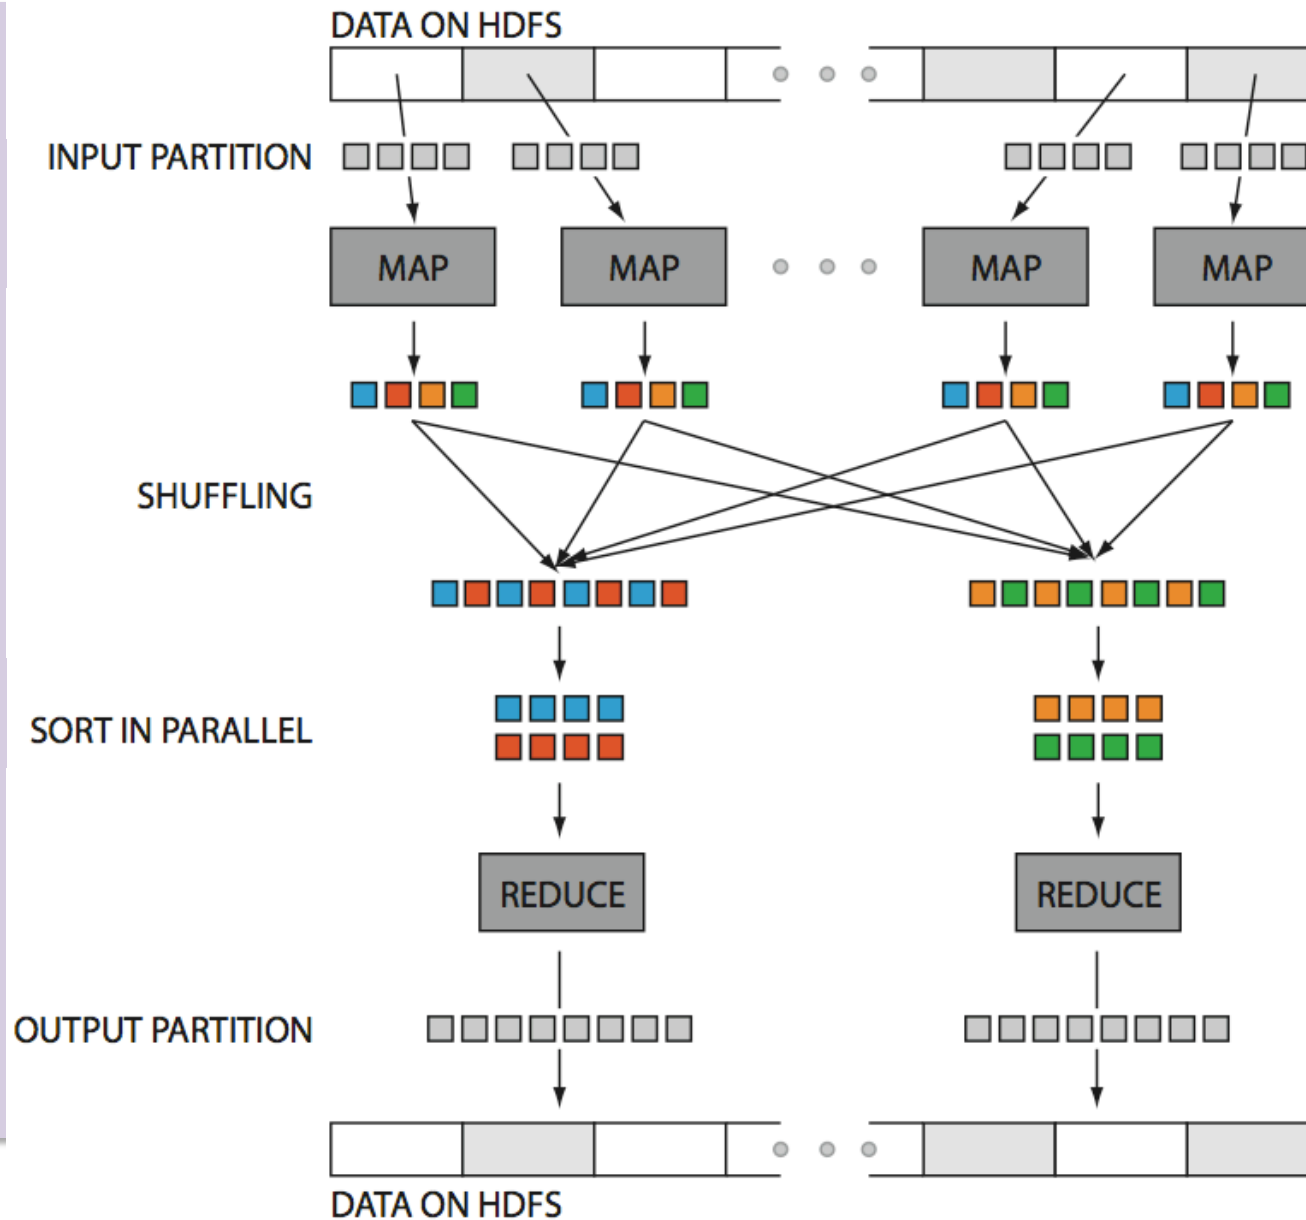 DATA ON HDFS
INPUT PARTITION
MAP
MAP
MAP
MAP
SHUFFLING
SORT IN PARALLEL
REDUCE
REDUCE
OUTPUT PARTITION
DATA ON HDFS